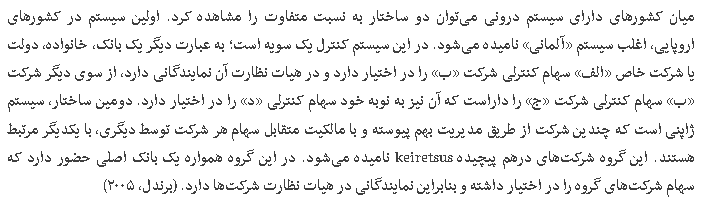 میان کشورهای دارای سیستم درونی می‌توان دو ساختار به نسبت متفاوت را مشاهده کرد. اولین سیستم در کشورهای
اروپایی، اغلب سیستم «آلمانی» نامیده می‌شود. در این سیستم کنترل یک سویه است؛ به عبارت دیگر یک بانک، خانواده، دولت
یا شرکت خاص «الف» سهام کنترلی شرکت «ب» را در اختیار دارد و در هیات نظارت آن نمایندگانی دارد، از سوی دیگر شرکت
«ب» سهام کنترلی شرکت «ج» را داراست که آن نیز به نوبه خود سهام کنترلی «د» را در اختیار دارد. دومین ساختار، سیستم
ژاپنی است که چندین شرکت از طریق مدیریت بهم پیوسته و با مالکیت متقابل سهام هر شرکت توسط دیگری، با یکدیگر مرتبط
هستند. این گروه شرکت‌های درهم پیچیده keiretsus نامیده می‌شود. در این گروه همواره یک بانک اصلی حضور دارد که
سهام شرکت‌های گروه را در اختیار داشته و بنابراین نمایندگانی در هیات نظارت شرکت‌ها دارد. (برندل، ۲۰۰۵)